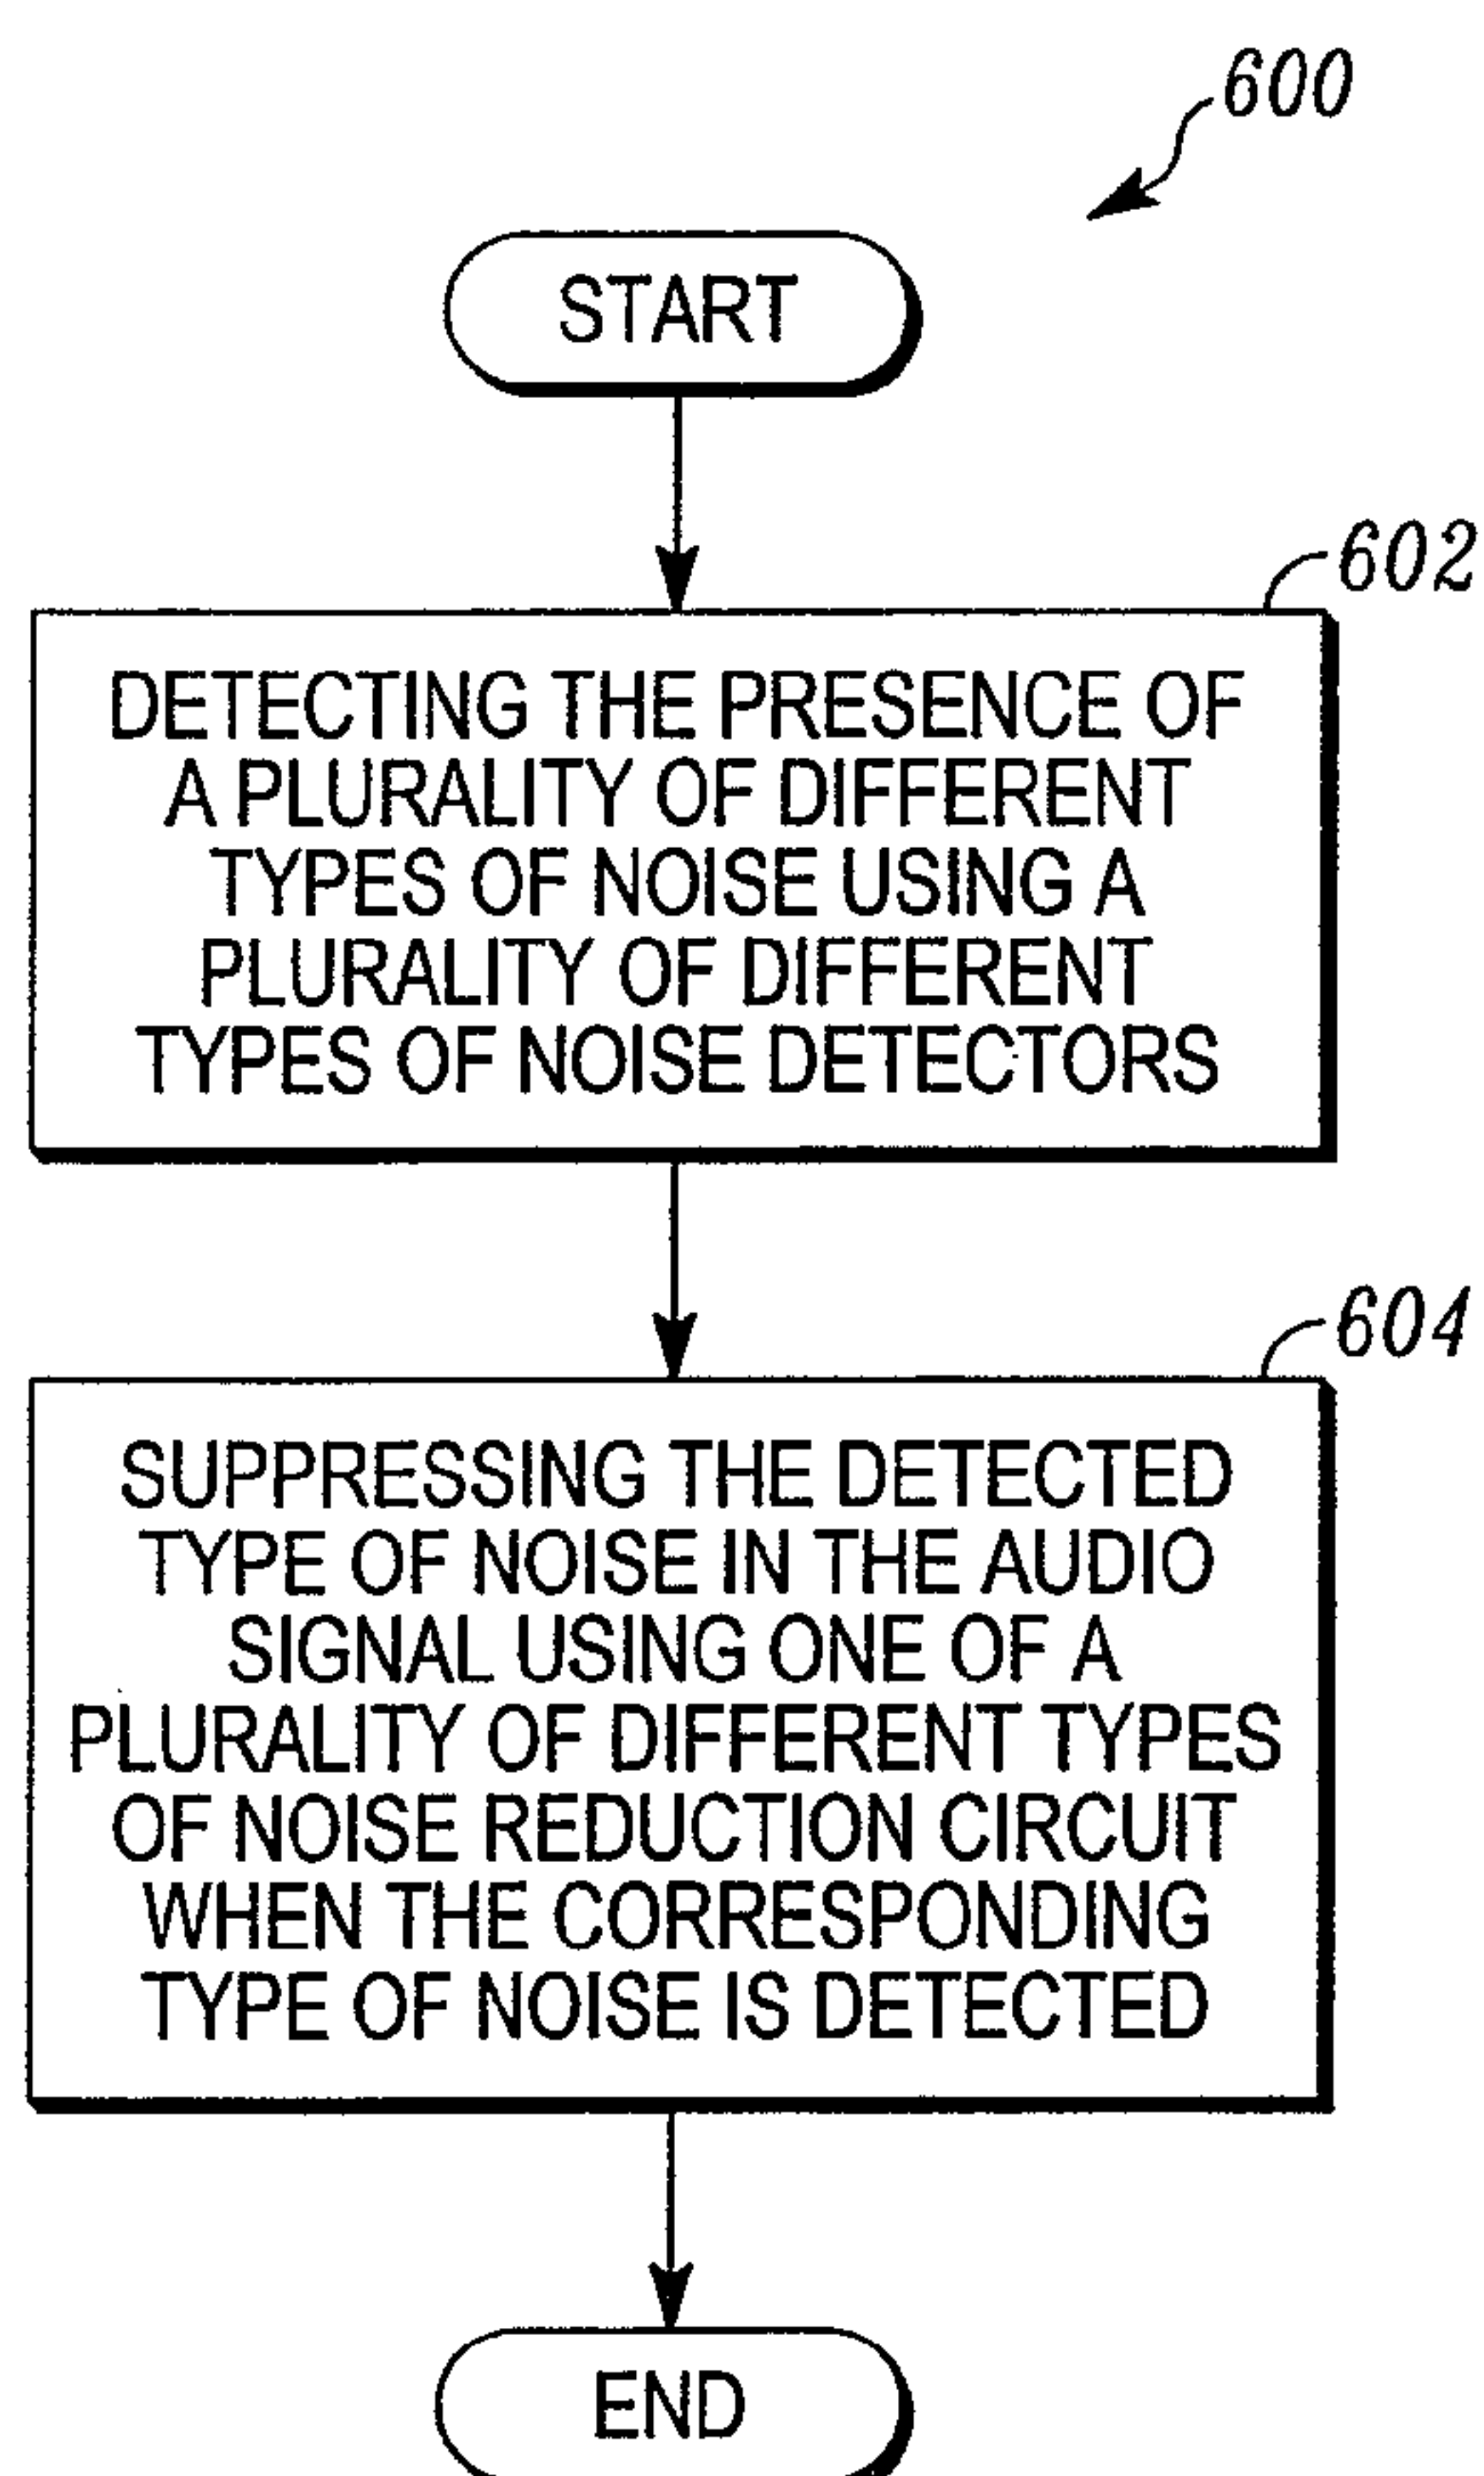 600
START
602
DETECTING THE PRESENCE OF
A PLURALITY OF DIFFERENT
TYPES OF NOISE USING A
PLURALITY OF DIFFERENT
TYPES OF NOISE DETECTORS
604
SUPPRESSING THE DETECTED
TYPE OF NOISE IN THE AUDIO
SIGNAL USING ONE OF A
PLURALITY OF DIFFERENT TYPES
OF NOISE REDUCTION CIRCUIT
WHEN THE CORRESPONDING
TYPE OF NOISE IS DETECTED
END